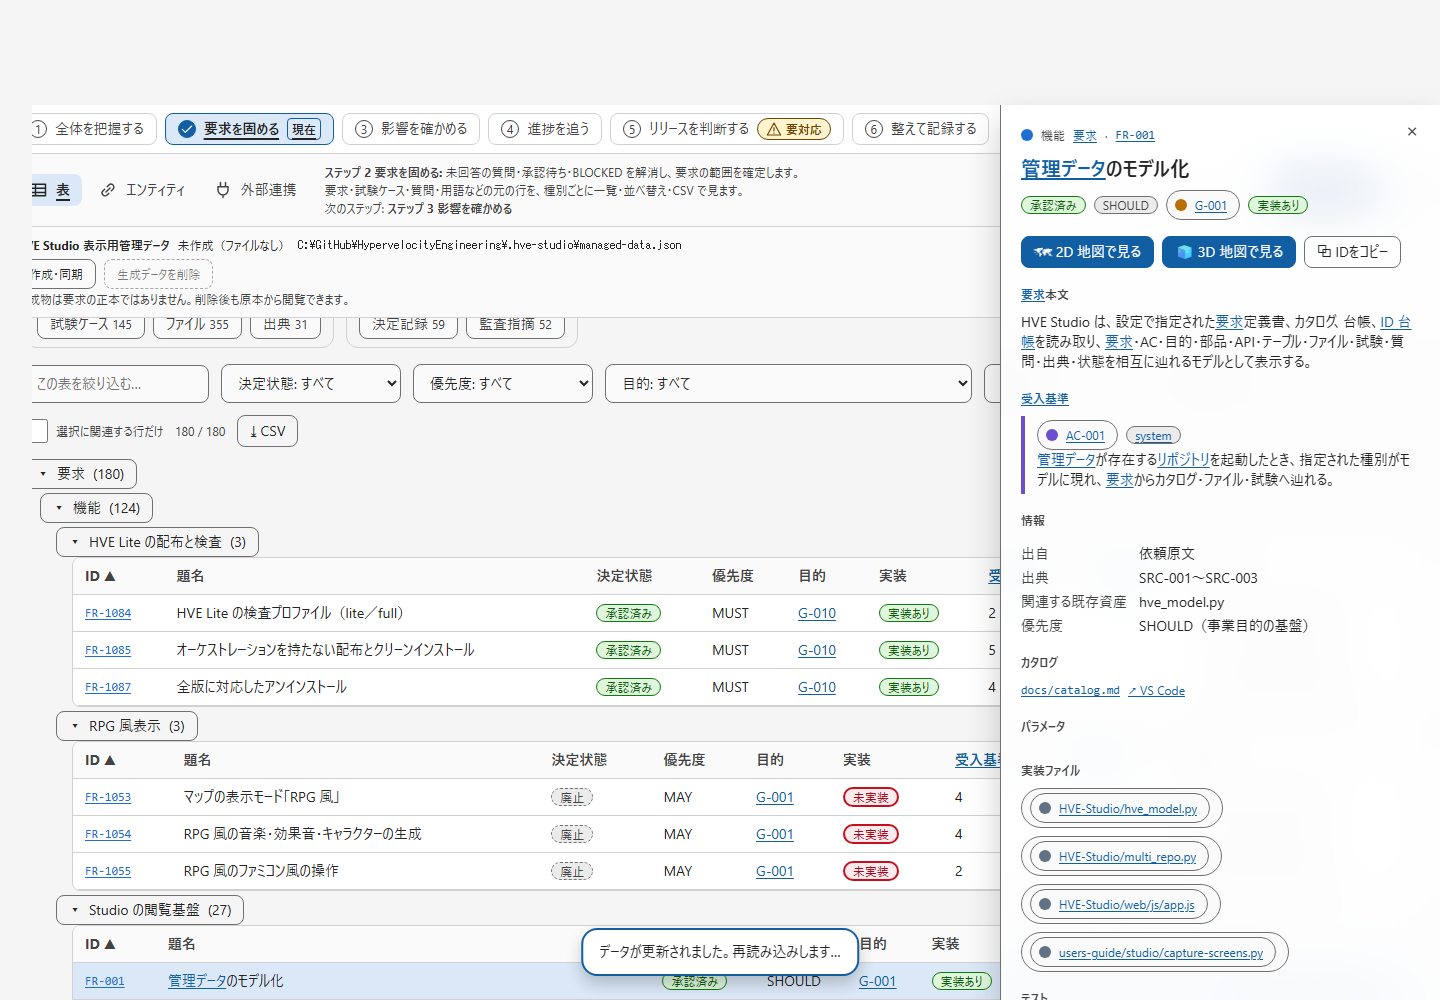 1 全体を把握する 要求を固める 現在 3 影響を確かめる 4 進捗を追う 5 リリースを判断する 要対応 6 整えて記録する
表 エンティティ 外部連携
ステップ 2 要求を固める: 未回答の質問・承認待ち・BLOCKED を解消し、要求の範囲を確定します。
要求・試験ケース・質問・用語などの元の行を、種別ごとに一覧・並べ替え・CSV で見ます。
次のステップ: ステップ 3 影響を確かめる
VE Studio 表示用管理データ 未作成（ファイルなし） C:¥GitHub¥HypervelocityEngineering¥.hve-studio¥managed-data.json
作成・同期 生成データを削除
成物は要求の正本ではありません。削除後も原本から閲覧できます。
試験ケース 145 ファイル 355 出典 31 決定記録 59 監査指摘 52
この表を絞り込む... 決定状態: すべて 優先度: すべて 目的: すべて
選択に関連する行だけ 180 / 180 ↓CSV
▼ 要求 (180)
▼ 機能 (124)
▼ HVE Lite の配布と検査 (3)
ID ▲ 題名 決定状態 優先度 目的 実装 受
FR-1084 HVE Lite の検査プロファイル（lite／full） 承認済み MUST G-010 実装あり 2
FR-1085 オーケストレーションを持たない配布とクリーンインストール 承認済み MUST G-010 実装あり 5
FR-1087 全版に対応したアンインストール 承認済み MUST G-010 実装あり 4
▼ RPG 風表示 (3)
ID ▲ 題名 決定状態 優先度 目的 実装 受入基準
FR-1053 マップの表示モード「RPG 風」 廃止 MAY G-001 未実装 4
FR-1054 RPG 風の音楽・効果音・キャラクターの生成 廃止 MAY G-001 未実装 4
FR-1055 RPG 風のファミコン風の操作 廃止 MAY G-001 未実装 2
▼ Studio の閲覧基盤 (27)
ID ▲ 題名 目的 実装
データが更新されました。再読み込みします...
FR-001 管理データのモデル化 承認済み SHOULD G-001 実装あり
機能 要求 · FR-001 ×
管理データのモデル化
承認済み SHOULD G-001 実装あり
2D 地図で見る 3D 地図で見る IDをコピー
要求本文
HVE Studio は、設定で指定された要求定義書、カタログ、台帳、ID 台
帳を読み取り、要求・AC・目的・部品・API・テーブル・ファイル・試験・質
問・出典・状態を相互に辿れるモデルとして表示する。
受入基準
AC-001 system
管理データが存在するリポジトリを起動したとき、指定された種別がモ
デルに現れ、要求からカタログ・ファイル・試験へ辿れる。
情報
出自 依頼原文
出典 SRC-001～SRC-003
関連する既存資産 hve_model.py
優先度 SHOULD（事業目的の基盤）
カタログ
docs/catalog.md ↗ VS Code
パラメータ
実装ファイル
HVE-Studio/hve_model.py
HVE-Studio/multi_repo.py
HVE-Studio/web/js/app.js
users-guide/studio/capture-screens.py
テスト